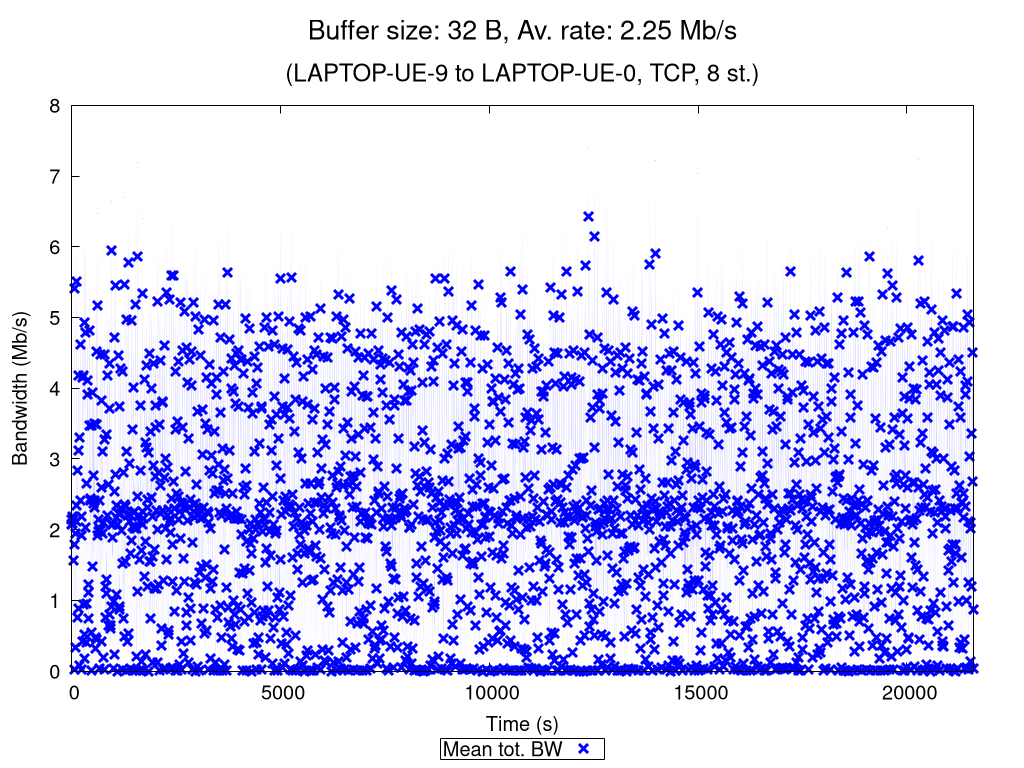 Buffer size: 32 B, Av. rate: 2.25 Mb/s
(LAPTOP-UE-9 to LAPTOP-UE-0, TCP, 8 st.)
8
7
6
5
4
3
2
1
0
Bandwidth (Mb/s)
0 5000 10000 15000 20000
Time (s)
Mean tot. BW